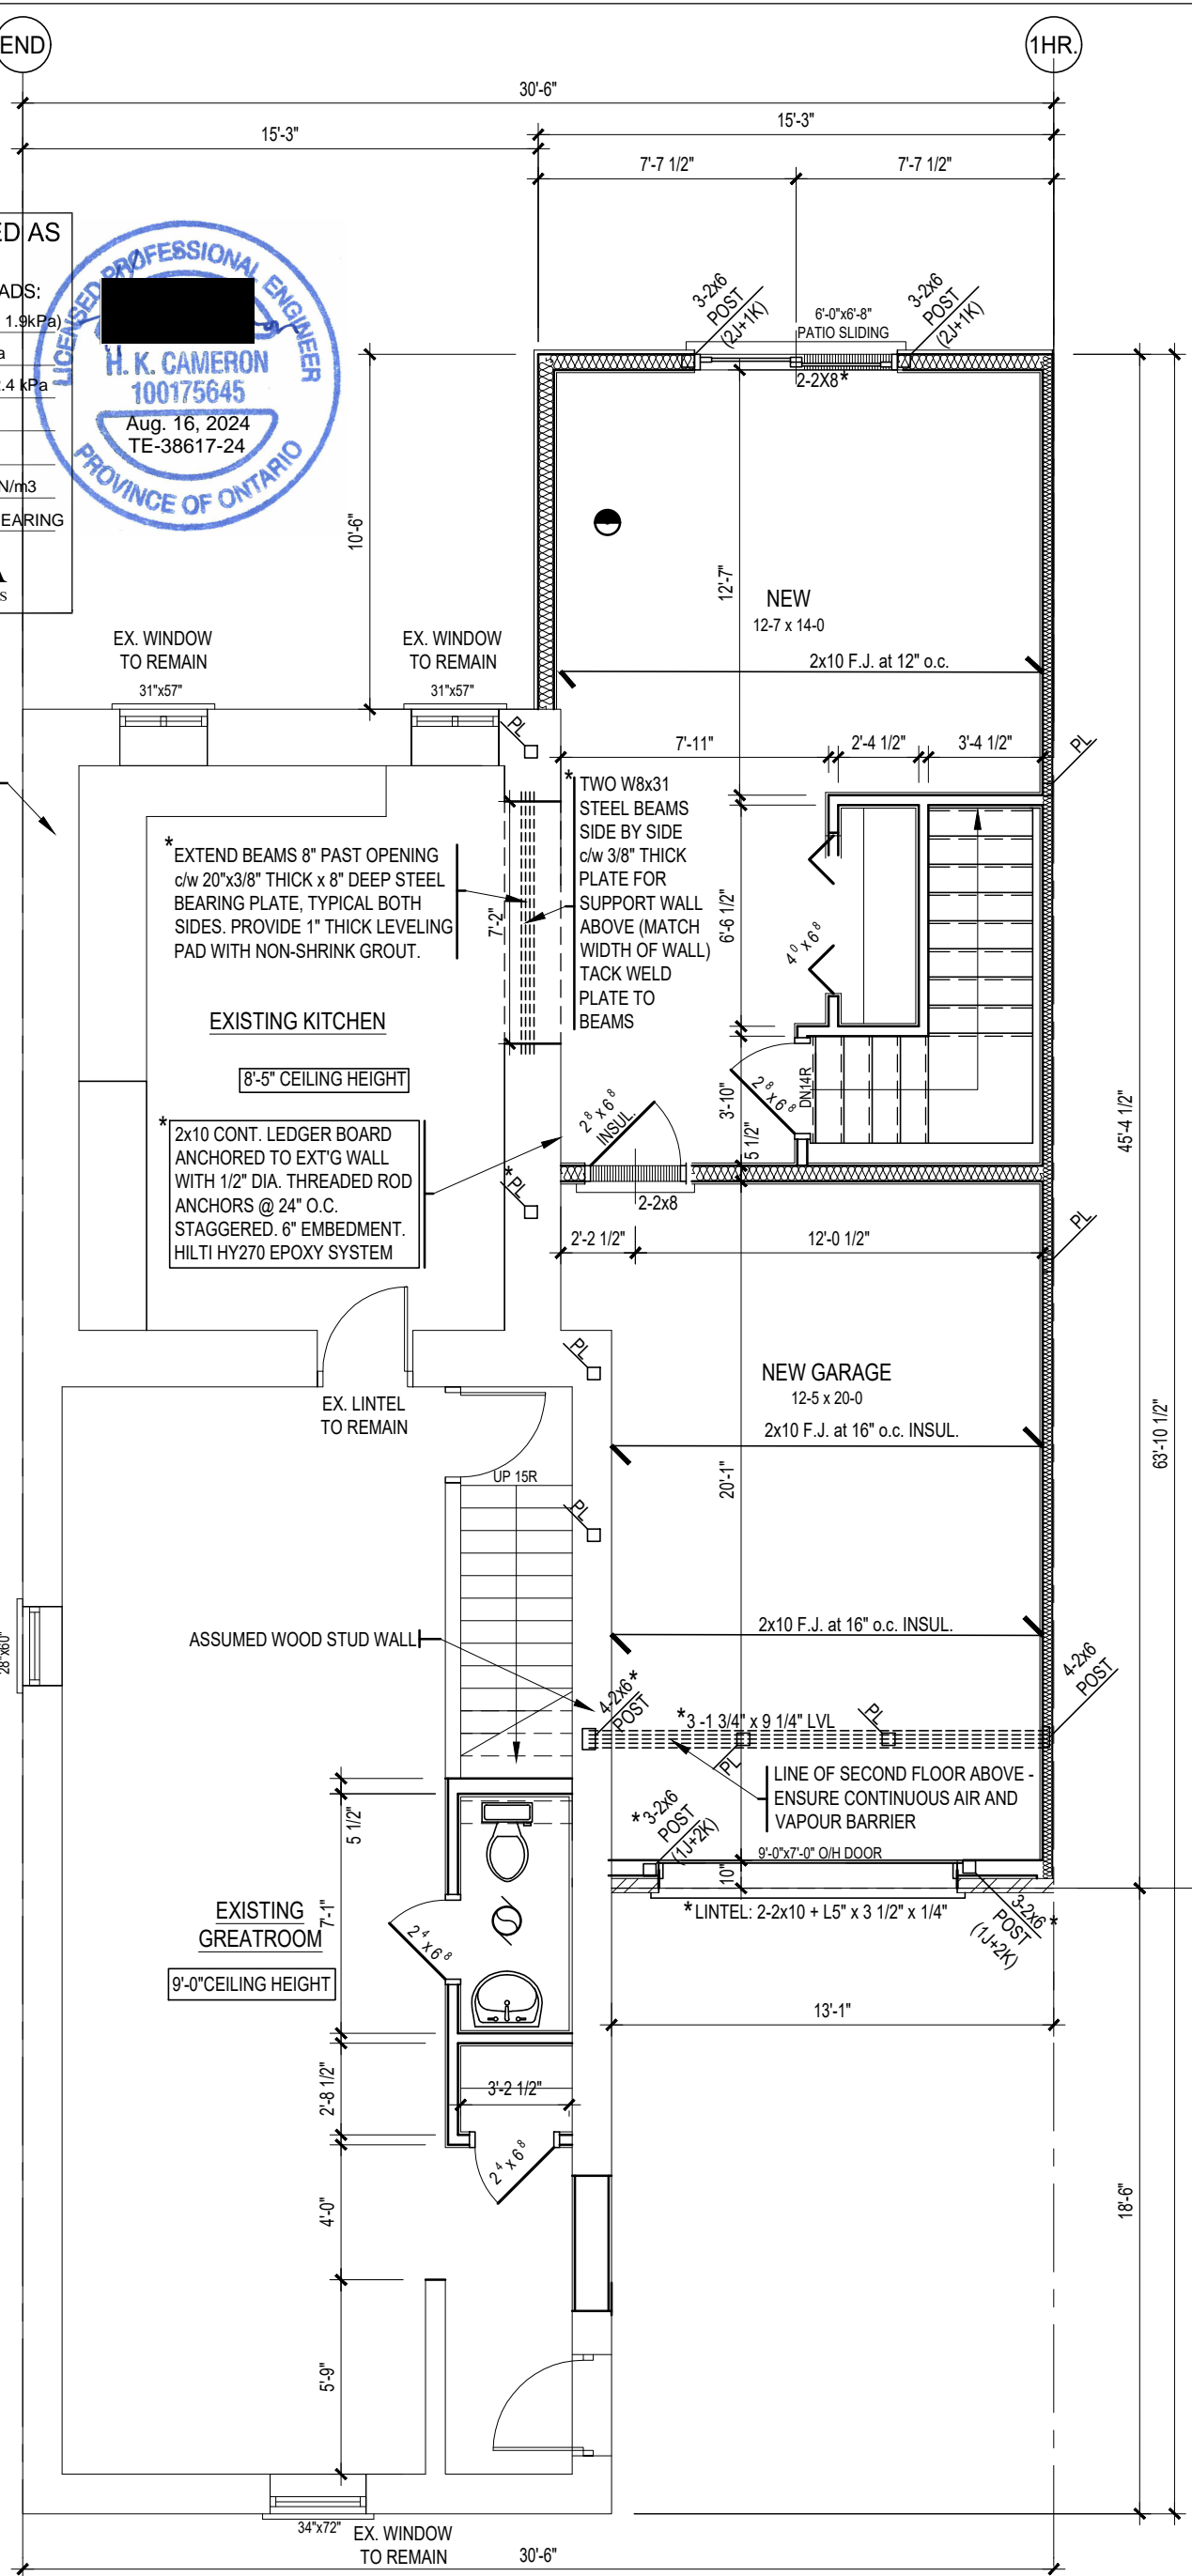 END
1HR.
30'-6"
15'-3"
15'-3"
7'-7 1/2"
7'-7 1/2"
ED AS
ADS:
1.9kPa)
a
2.4 kPa
N/m3
EARING
S
LICENSED PROFESSIONAL ENGINEER
H. K. CAMERON
100175645
Aug. 16, 2024
TE-38617-24
PROVINCE OF ONTARIO
3-2x6
POST
(2J+1K)
6'-0"x6'-8"
PATIO SLIDING
3-2x6
POST
(2J+1K)
2-2X8*
10'-6"
12'-7"
NEW
12-7 x 14-0
2x10 F.J. at 12" o.c.
EX. WINDOW
TO REMAIN
31"x57"
EX. WINDOW
TO REMAIN
31"x57"
PL
7'-11"
2'-4 1/2"
3'-4 1/2"
PL
* TWO W8x31
STEEL BEAMS
SIDE BY SIDE
c/w 3/8" THICK
PLATE FOR
SUPPORT WALL
ABOVE (MATCH
WIDTH OF WALL)
TACK WELD
PLATE TO
BEAMS
* EXTEND BEAMS 8" PAST OPENING
c/w 20"x3/8" THICK x 8" DEEP STEEL
BEARING PLATE, TYPICAL BOTH
SIDES. PROVIDE 1" THICK LEVELING
PAD WITH NON-SHRINK GROUT.
7'-2"
6'-6 1/2"
4⁰ x 6⁸
EXISTING KITCHEN
8'-5" CEILING HEIGHT
* 2x10 CONT. LEDGER BOARD
ANCHORED TO EXT'G WALL
WITH 1/2" DIA. THREADED ROD
ANCHORS @ 24" O.C.
STAGGERED. 6" EMBEDMENT.
HILTI HY270 EPOXY SYSTEM
2⁸ x 6⁸
INSUL.
3'-10"
2⁸ x 6⁸
DN14R
5 1/2"
*PL
2-2x8
45'-4 1/2"
2'-2 1/2"
12'-0 1/2"
PL
PL
NEW GARAGE
12-5 x 20-0
2x10 F.J. at 16" o.c. INSUL.
EX. LINTEL
TO REMAIN
63'-10 1/2"
20'-1"
UP 15R
PL
2x10 F.J. at 16" o.c. INSUL.
28"x60"
ASSUMED WOOD STUD WALL
4-2x6*
POST
*3 -1 3/4" x 9 1/4" LVL
PL
PL
4-2x6
POST
LINE OF SECOND FLOOR ABOVE -
ENSURE CONTINUOUS AIR AND
VAPOUR BARRIER
5 1/2"
*3-2x6
POST
(1J+2K)
9'-0"x7'-0" O/H DOOR
10"
*LINTEL: 2-2x10 + L5" x 3 1/2" x 1/4"
3-2x6*
POST
(1J+2K)
EXISTING
GREATROOM
7'-1"
2⁴ x 6⁸
9'-0"CEILING HEIGHT
13'-1"
2'-8 1/2"
3'-2 1/2"
2⁴ x 6⁸
4'-0"
18'-6"
5'-9"
34"x72"
EX. WINDOW
TO REMAIN
30'-6"